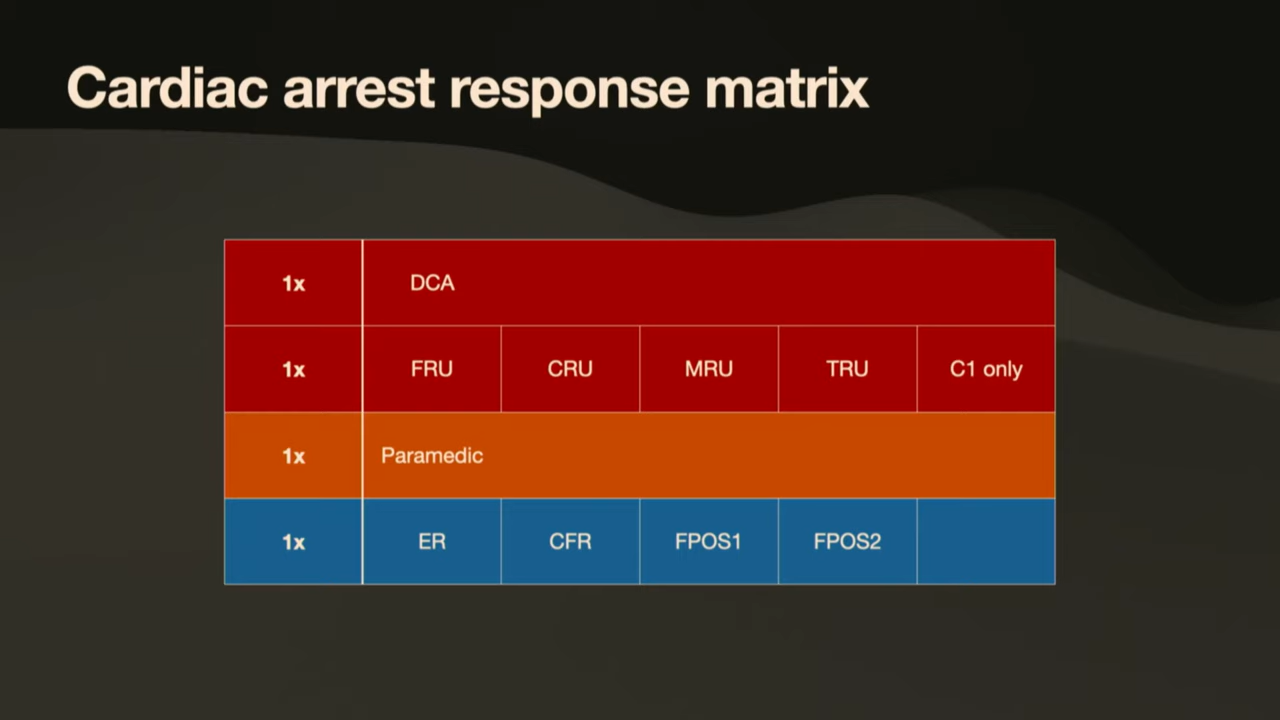 Cardiac arrest response matrix
1x DCA
1x FRU CRU MRU TRU C1 only
1x Paramedic
1x ER CFR FPOS1 FPOS2